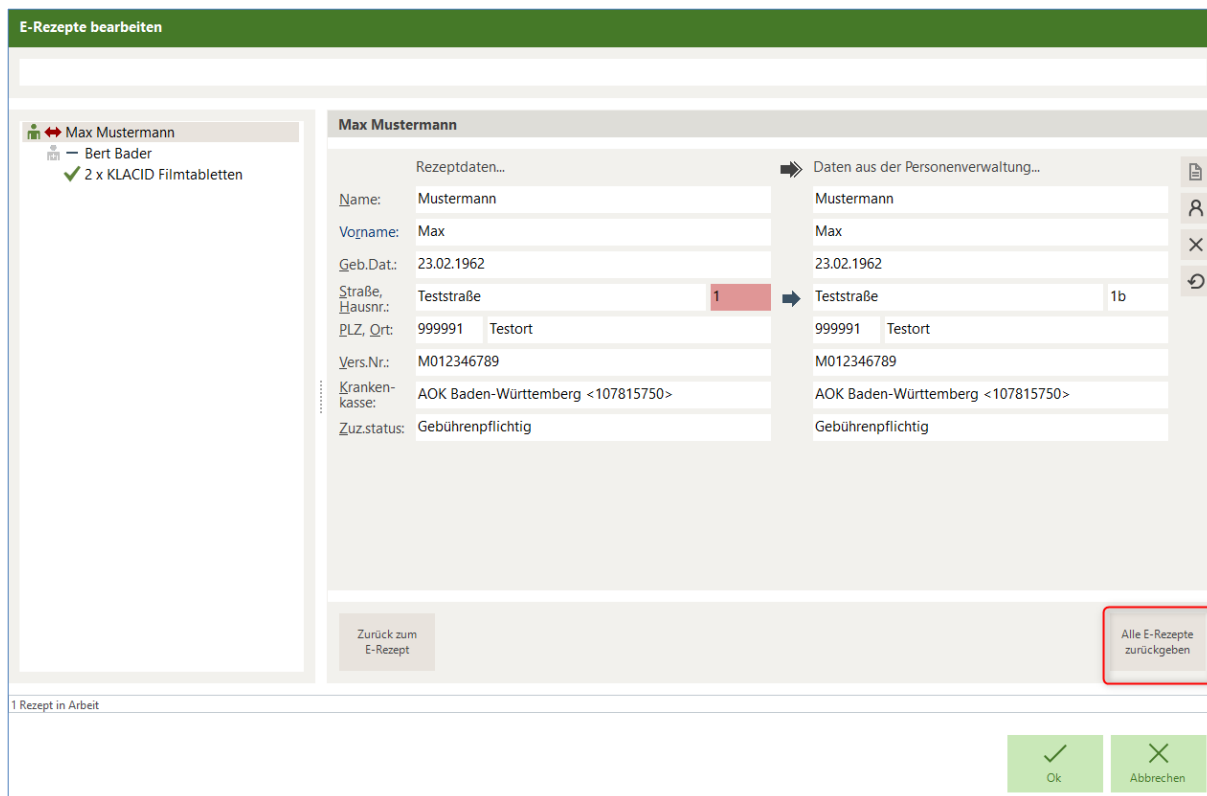 E-Rezepte bearbeiten
Max Mustermann
Bert Bader
2 x KLACID Filmtabletten
Max Mustermann
Rezeptdaten... Daten aus der Personenverwaltung...
Name: Mustermann Mustermann
Vorname: Max Max
Geb.Dat.: 23.02.1962 23.02.1962
Straße, Hausnr.: Teststraße 1 Teststraße 1b
PLZ, Ort: 999991 Testort 999991 Testort
Vers.Nr.: M012346789 M012346789
Kranken-
kasse: AOK Baden-Württemberg <107815750> AOK Baden-Württemberg <107815750>
Zuz.status: Gebührenpflichtig Gebührenpflichtig
Zurück zum
E-Rezept
Alle E-Rezepte
zurückgeben
1 Rezept in Arbeit
Ok Abbrechen